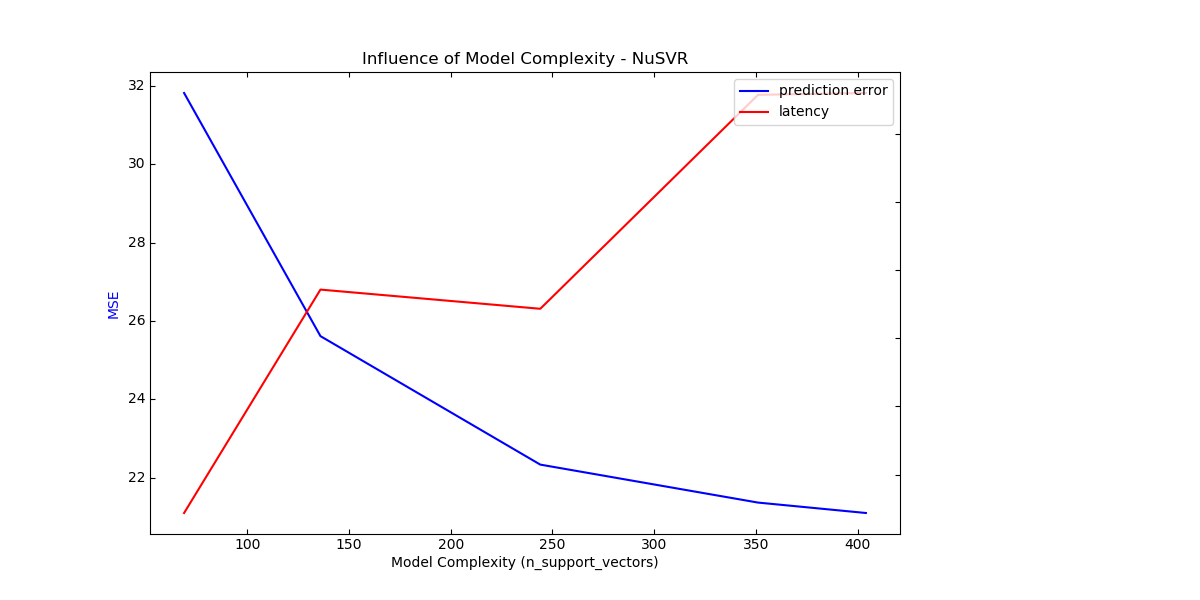 Influence of Model Complexity - NuSVR
prediction error
latency
32
30
28
26
24
22
MSE
100 150 200 250 300 350 400
Model Complexity (n_support_vectors)